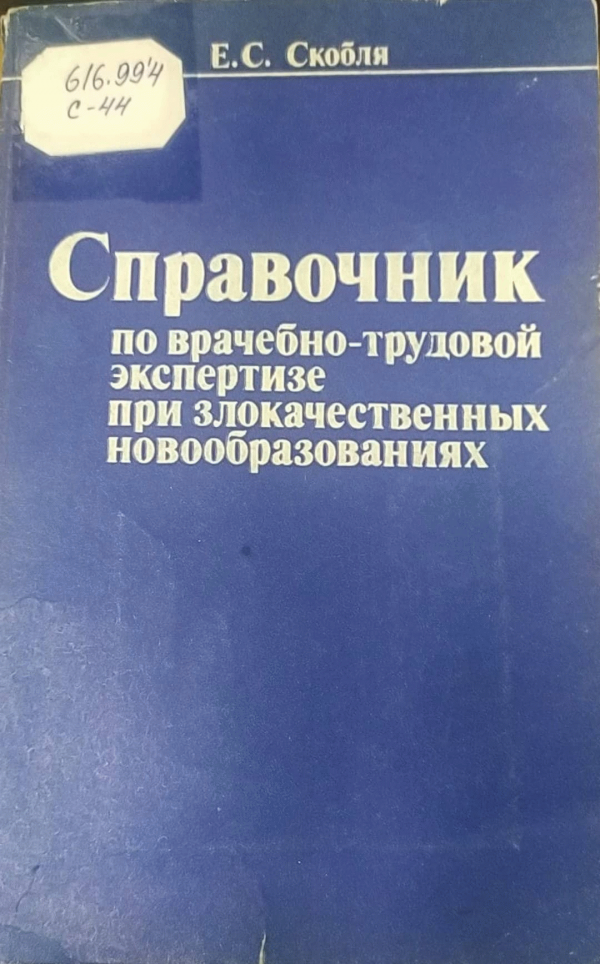 616.99'4
С-44
Е.С. Скобля
Справочник
по врачебно-трудовой
экспертизе
при злокачественных
новообразованиях